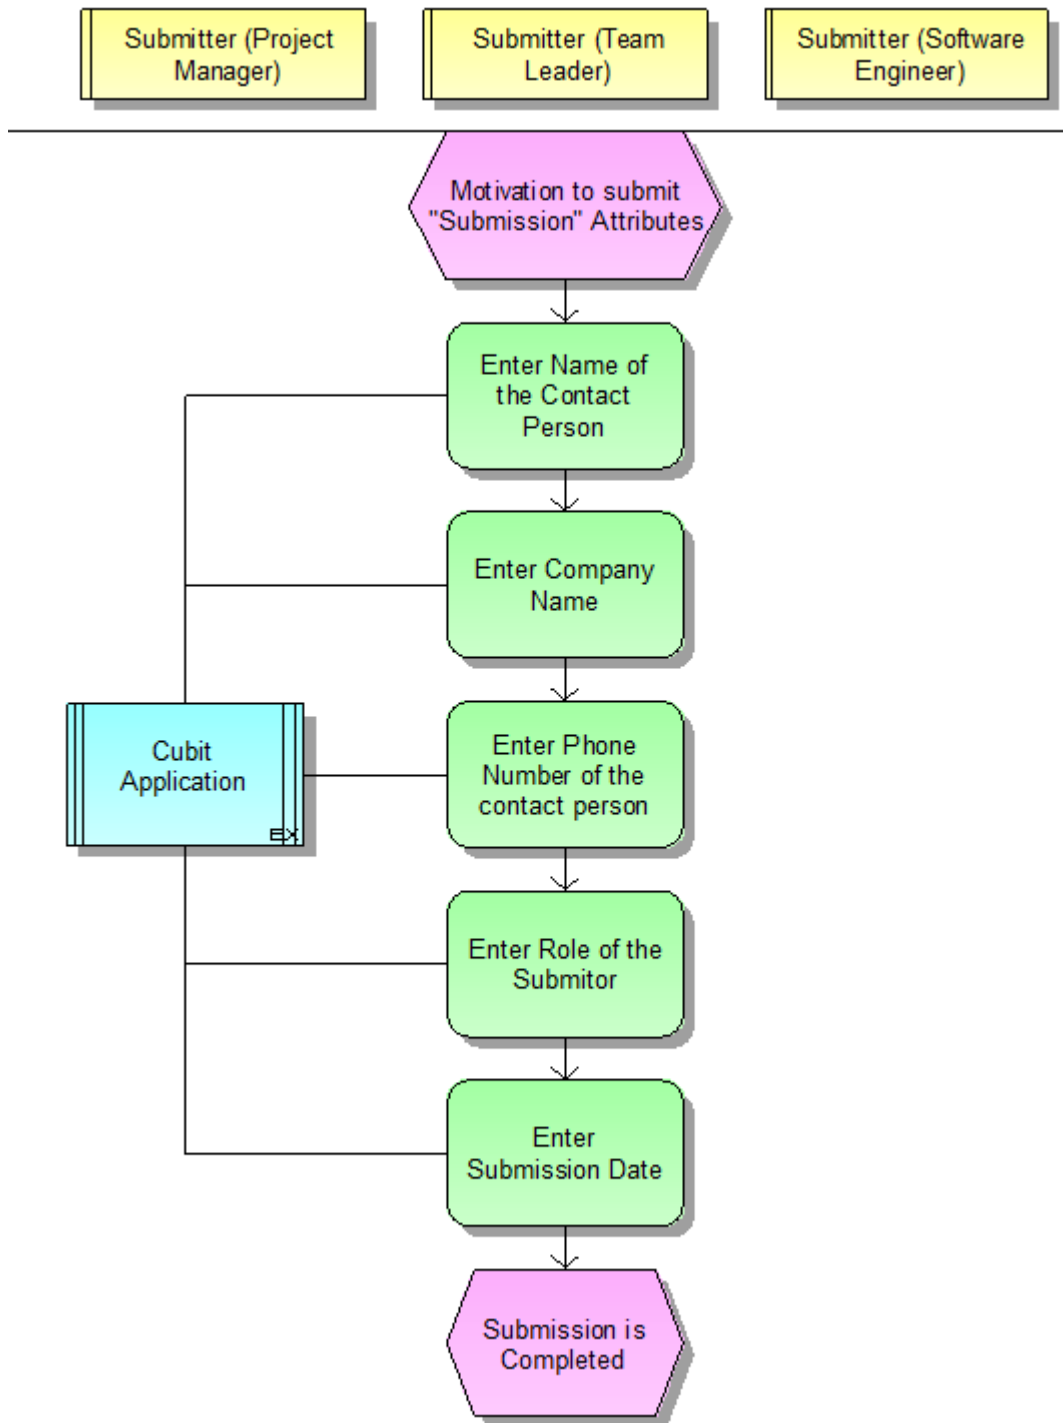 Submitter (Project
Manager)
Submitter (Team
Leader)
Submitter (Software
Engineer)
Motivation to submit
"Submission" Attributes
Enter Name of
the Contact
Person
Enter Company
Name
Cubit
Application
EX
Enter Phone
Number of the
contact person
Enter Role of the
Submitor
Enter
Submission Date
Submission is
Completed